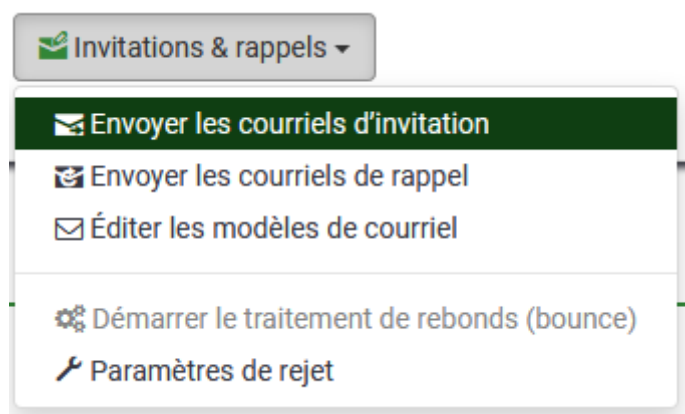 Invitations & rappels
Envoyer les courriels d'invitation
Envoyer les courriels de rappel
Éditer les modèles de courriel
Démarrer le traitement de rebonds (bounce)
Paramètres de rejet